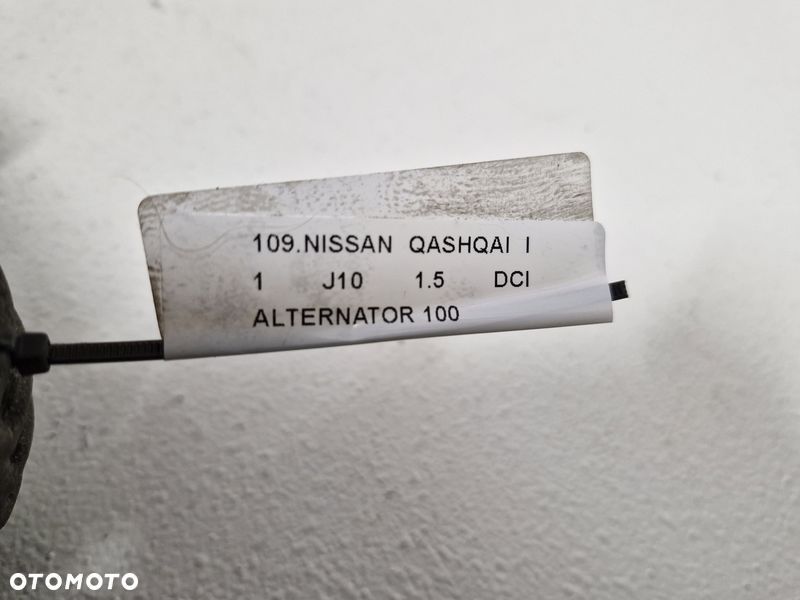 109.NISSAN QASHQAI I
1 J10 1.5 DCI
ALTERNATOR 100
OTOMOTO